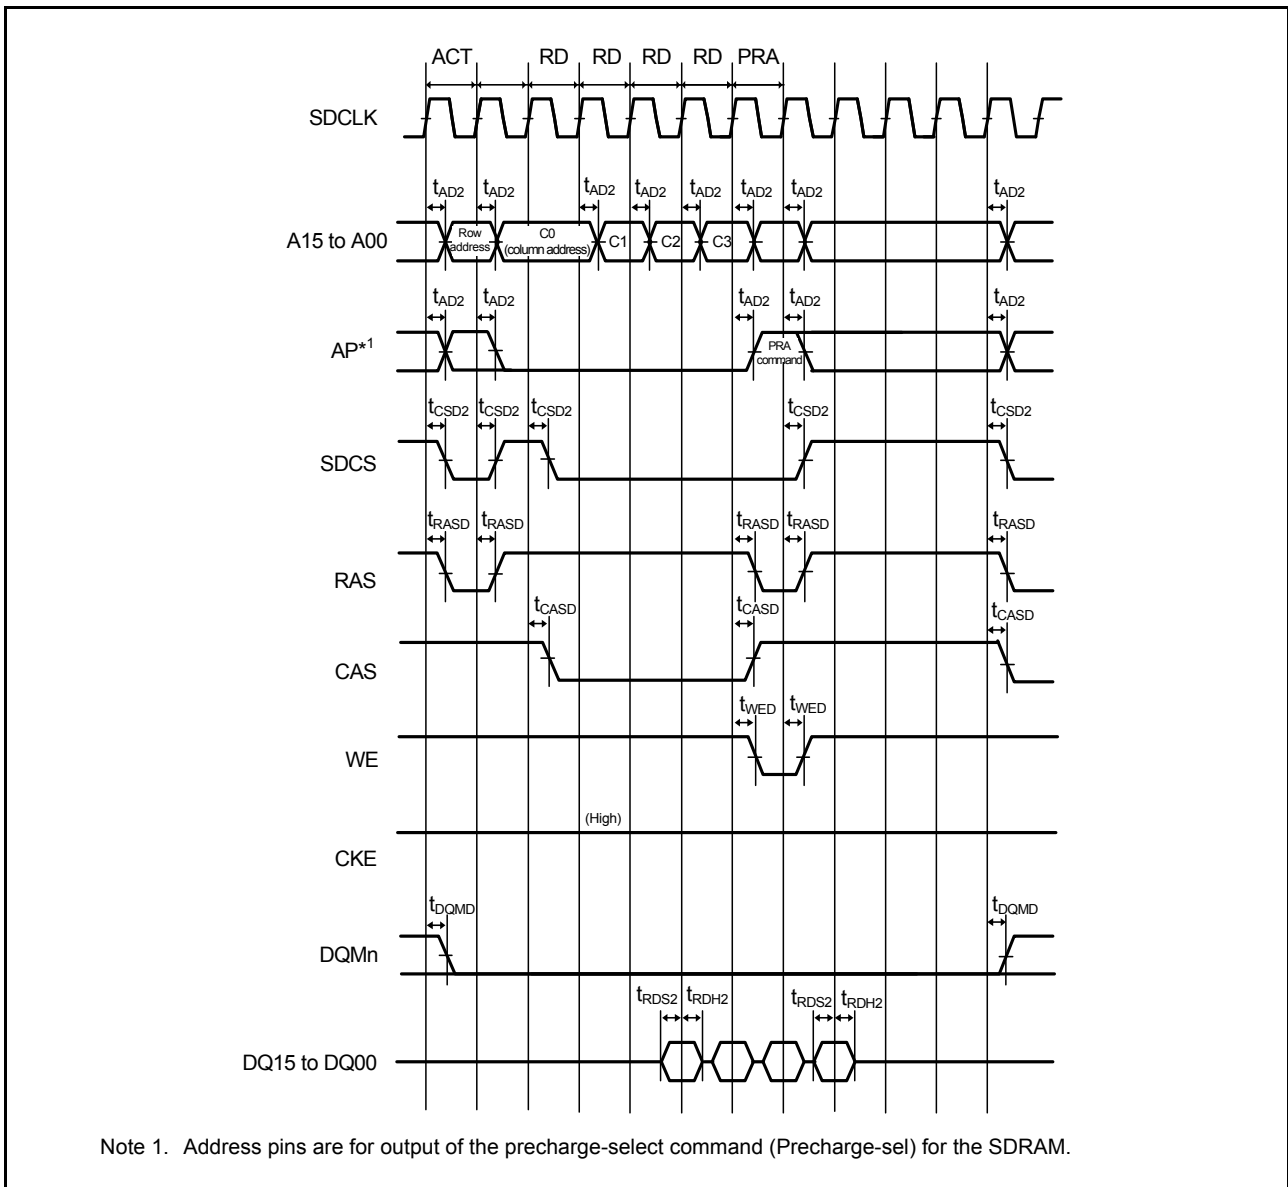 ACT RD RD RD RD PRA
SDCLK
tAD2 tAD2 tAD2 tAD2 tAD2 tAD2 tAD2 tAD2
A15 to A00
Row address
C0 (column address)
C1
C2
C3
tAD2 tAD2 tAD2 tAD2 tAD2
AP*1
PRA command
tCSD2 tCSD2 tCSD2 tCSD2 tCSD2
SDCS
tRASD tRASD tRASD tRASD tRASD
RAS
tCASD tCASD tCASD
CAS
tWED tWED
WE
(High)
CKE
tDQMD tDQMD
DQMn
tRDS2 tRDH2 tRDS2 tRDH2
DQ15 to DQ00
Note 1. Address pins are for output of the precharge-select command (Precharge-sel) for the SDRAM.